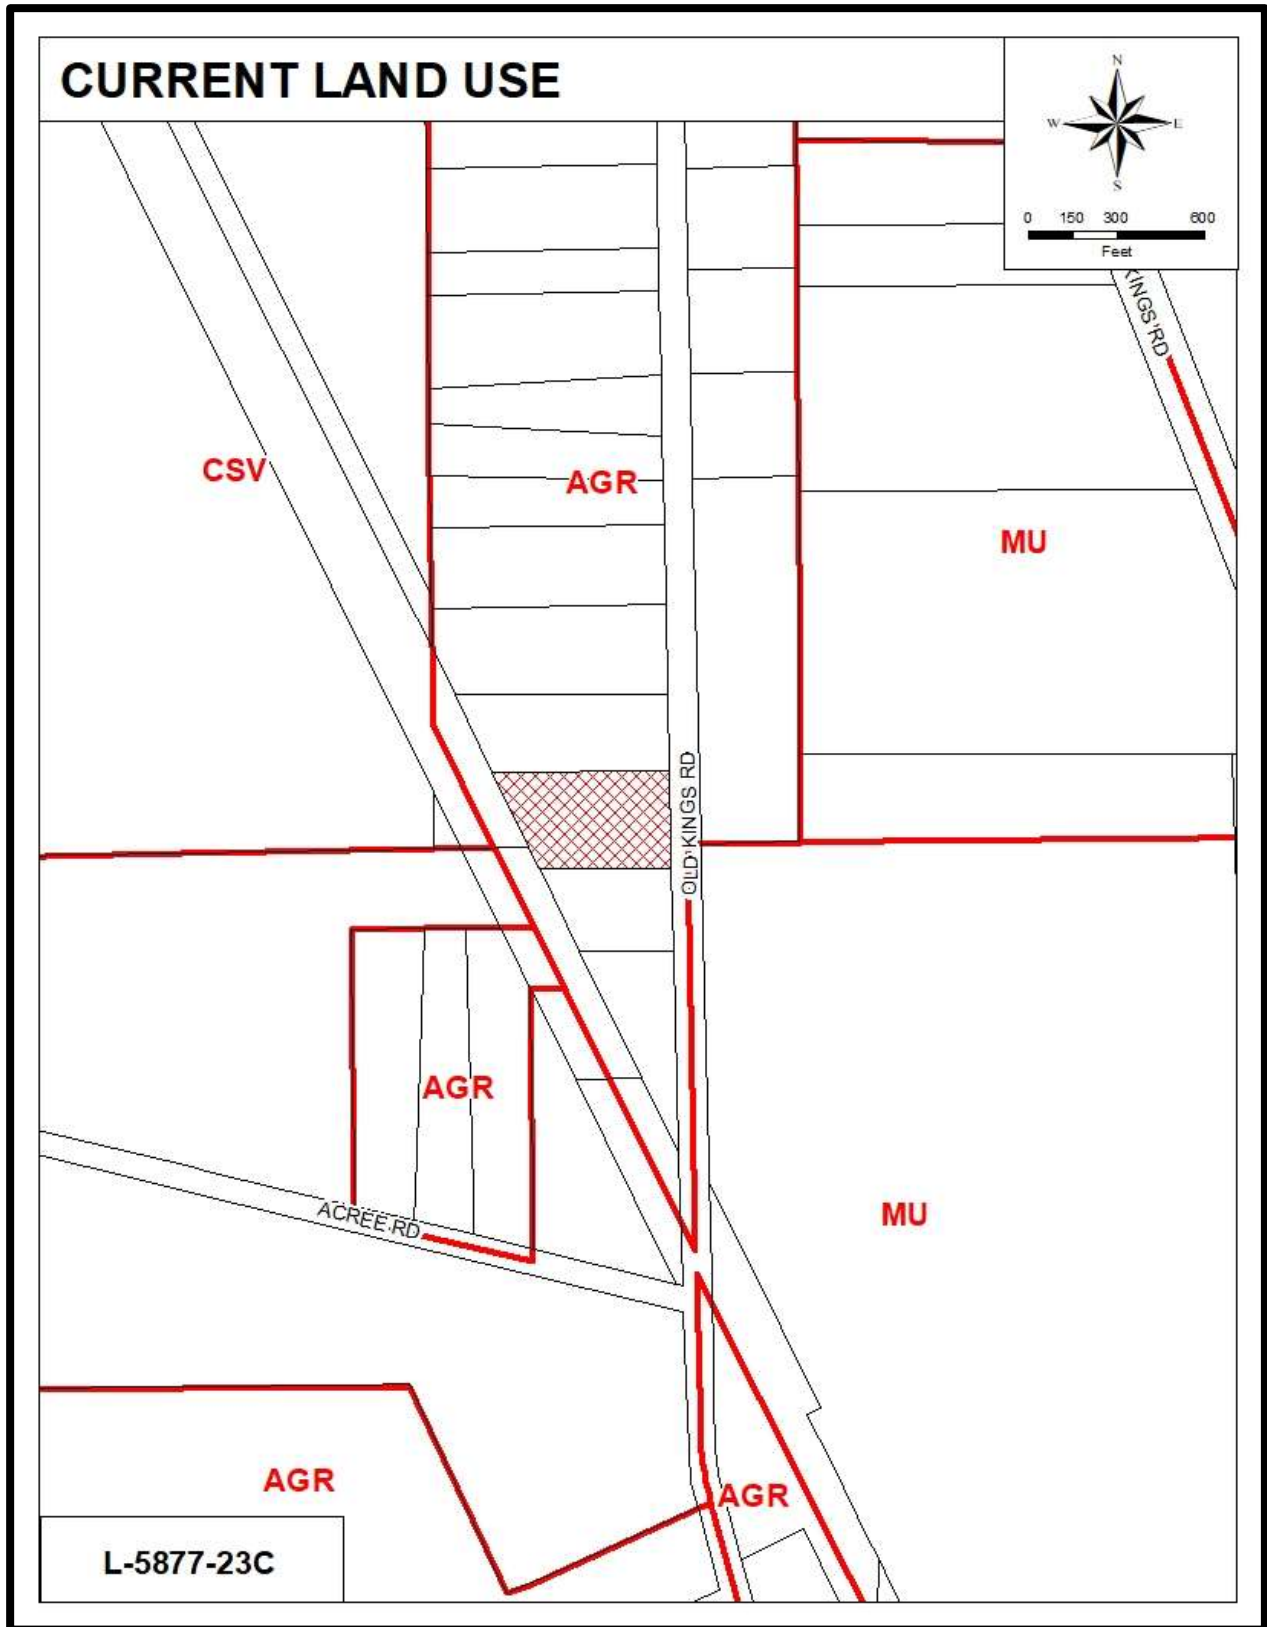 CURRENT LAND USE
N
W E
S
0 150 300 600
Feet
KINGS RD
CSV
AGR
MU
OLD KINGS RD
AGR
ACREE RD
MU
AGR
AGR
L-5877-23C